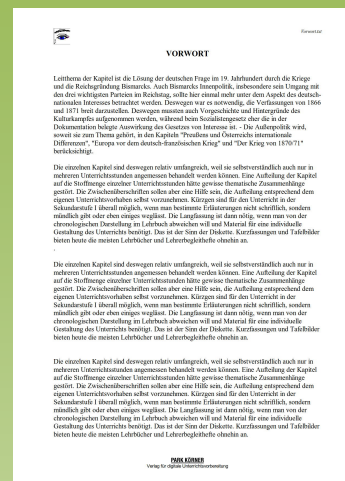 Vorwort
VORWORT
Leitthema der Kapitel ist die Lösung der deutschen Frage im 19. Jahrhundert durch die Kriege
und die Reichsgründung Bismarcks. Auch Bismarcks Innenpolitik, insbesondere sein Umgang mit
den drei wichtigsten Parteien im Reichstag, sollte hier einmal mehr unter dem Aspekt des deutsch-
nationalen Interesses betrachtet werden. Deswegen war es notwendig, die Verfassungen von 1866
und 1871 breit darzustellen. Deswegen mussten auch Vorgeschichte und Hintergründe des
Kulturkampfes aufgenommen werden, während beim Sozialistengesetz eher die in der
Dokumentation belegte Auswirkung des Gesetzes von Interesse ist. - Die Außenpolitik wird,
soweit sie zum Thema gehört, in den Kapiteln "Preußens und Österreichs internationale
Differenzen", "Europa vor dem deutsch-französischen Krieg" und "Der Krieg von 1870/71"
berücksichtigt.
Die einzelnen Kapitel sind deswegen relativ umfangreich, weil sie selbstverständlich auch nur in
mehreren Unterrichtsstunden angemessen behandelt werden können. Eine Aufteilung der Kapitel
auf die Stoffmenge einzelner Unterrichtsstunden hätte gewisse thematische Zusammenhänge
gestört. Die Zwischenüberschriften sollen aber eine Hilfe sein, die Aufteilung entsprechend dem
eigenen Unterrichtsvorhaben selbst vorzunehmen. Kürzgen sind für den Unterricht in der
Sekundarstufe I überall möglich, wenn man bestimmte Erläuterungen nicht schriftlich, sondern
mündlich gibt oder eben einiges weglässt. Die Langfassung ist dann nötig, wenn man von der
chronologischen Darstellung im Lehrbuch abweichen will und Material für eine individuelle
Gestaltung des Unterrichts benötigt. Das ist der Sinn der Diskette. Kurzfassungen und Tafelbilder
bieten heute die meisten Lehrbücher und Lehrerbegleithefte ohnehin an.
.
Die einzelnen Kapitel sind deswegen relativ umfangreich, weil sie selbstverständlich auch nur in
mehreren Unterrichtsstunden angemessen behandelt werden können. Eine Aufteilung der Kapitel
auf die Stoffmenge einzelner Unterrichtsstunden hätte gewisse thematische Zusammenhänge
gestört. Die Zwischenüberschriften sollen aber eine Hilfe sein, die Aufteilung entsprechend dem
eigenen Unterrichtsvorhaben selbst vorzunehmen. Kürzgen sind für den Unterricht in der
Sekundarstufe I überall möglich, wenn man bestimmte Erläuterungen nicht schriftlich, sondern
mündlich gibt oder eben einiges weglässt. Die Langfassung ist dann nötig, wenn man von der
chronologischen Darstellung im Lehrbuch abweichen will und Material für eine individuelle
Gestaltung des Unterrichts benötigt. Das ist der Sinn der Diskette. Kurzfassungen und Tafelbilder
bieten heute die meisten Lehrbücher und Lehrerbegleithefte ohnehin an.
Die einzelnen Kapitel sind deswegen relativ umfangreich, weil sie selbstverständlich auch nur in
mehreren Unterrichtsstunden angemessen behandelt werden können. Eine Aufteilung der Kapitel
auf die Stoffmenge einzelner Unterrichtsstunden hätte gewisse thematische Zusammenhänge
gestört. Die Zwischenüberschriften sollen aber eine Hilfe sein, die Aufteilung entsprechend dem
eigenen Unterrichtsvorhaben selbst vorzunehmen. Kürzgen sind für den Unterricht in der
Sekundarstufe I überall möglich, wenn man bestimmte Erläuterungen nicht schriftlich, sondern
mündlich gibt oder eben einiges weglässt. Die Langfassung ist dann nötig, wenn man von der
chronologischen Darstellung im Lehrbuch abweichen will und Material für eine individuelle
Gestaltung des Unterrichts benötigt. Das ist der Sinn der Diskette. Kurzfassungen und Tafelbilder
bieten heute die meisten Lehrbücher und Lehrerbegleithefte ohnehin an.
PARK KÖRNER
Verlag für digitale Unterrichtsvorbereitung